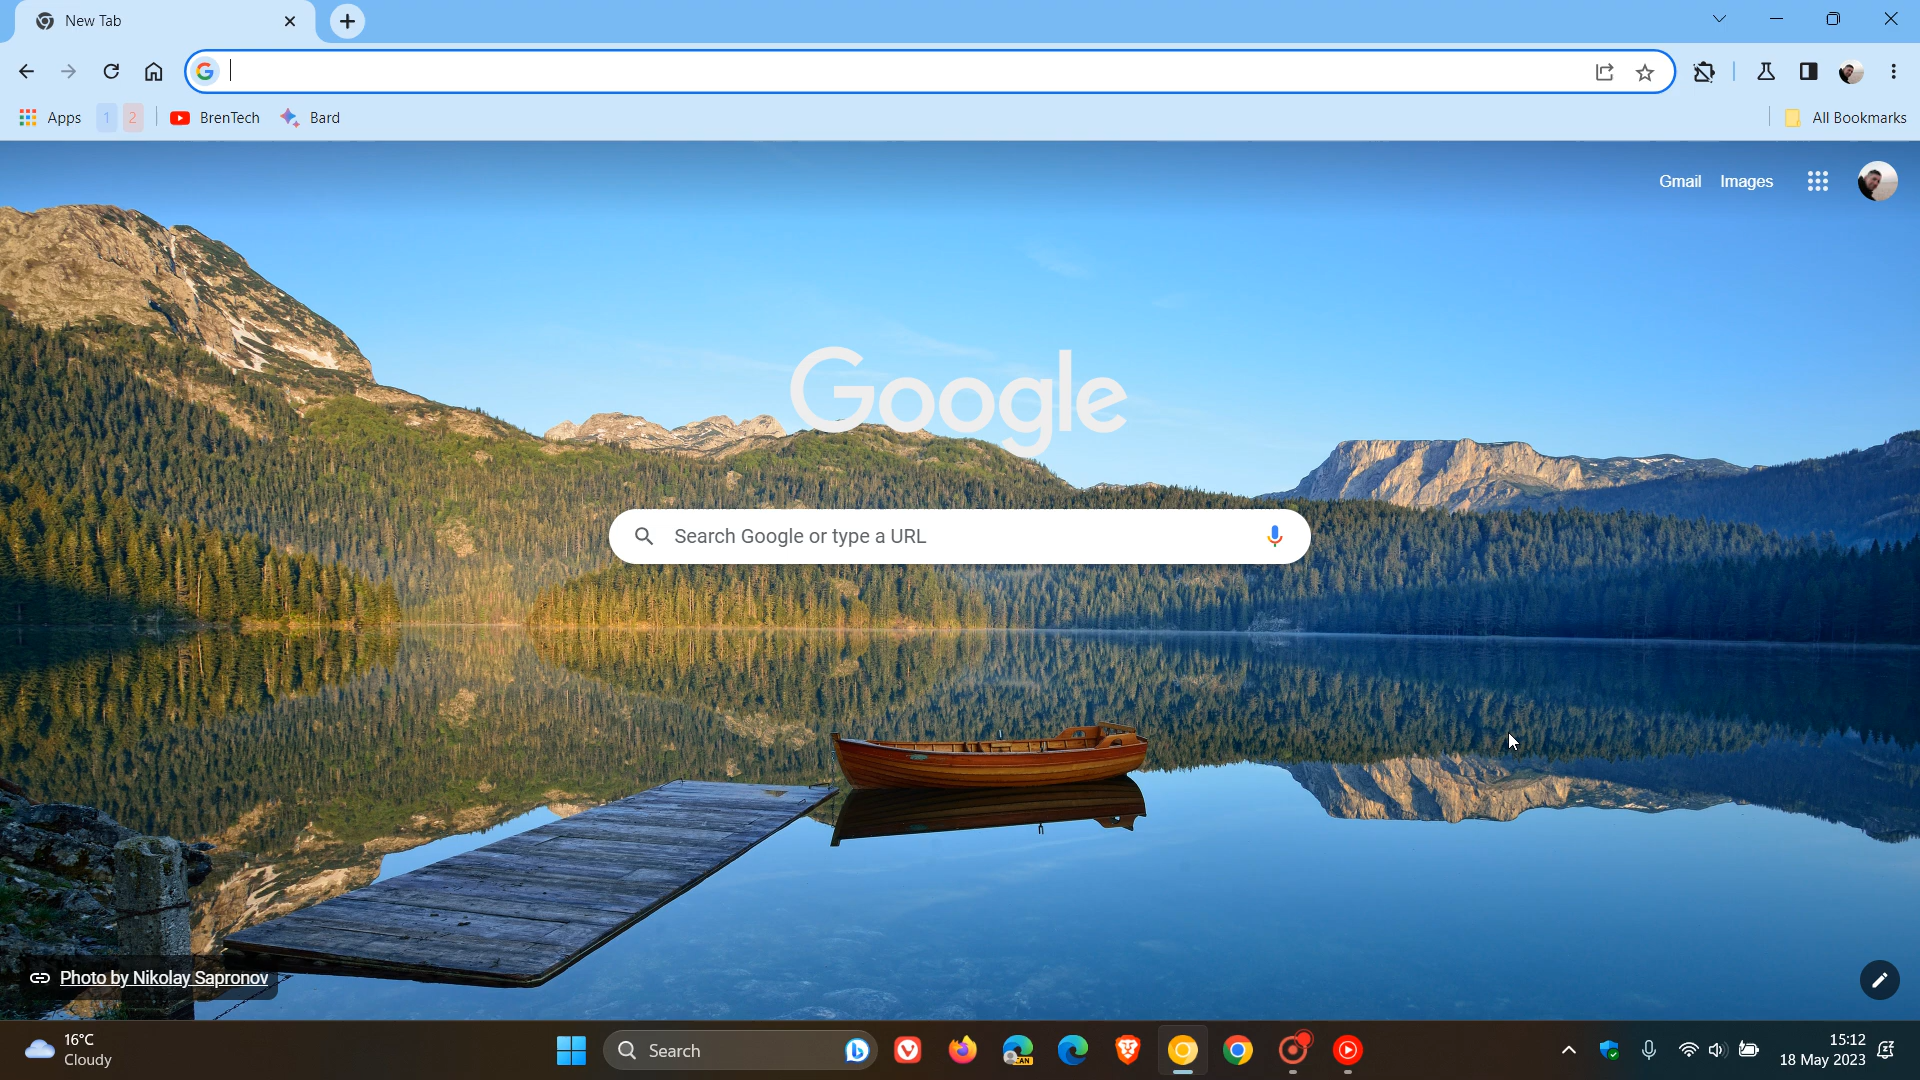 New Tab
Apps
1
2
BrenTech
Bard
All Bookmarks
Gmail
Images
Google
Search Google or type a URL
Photo by Nikolay Sapronov
16°C
Cloudy
Search
CAN
15:12
18 May 2023